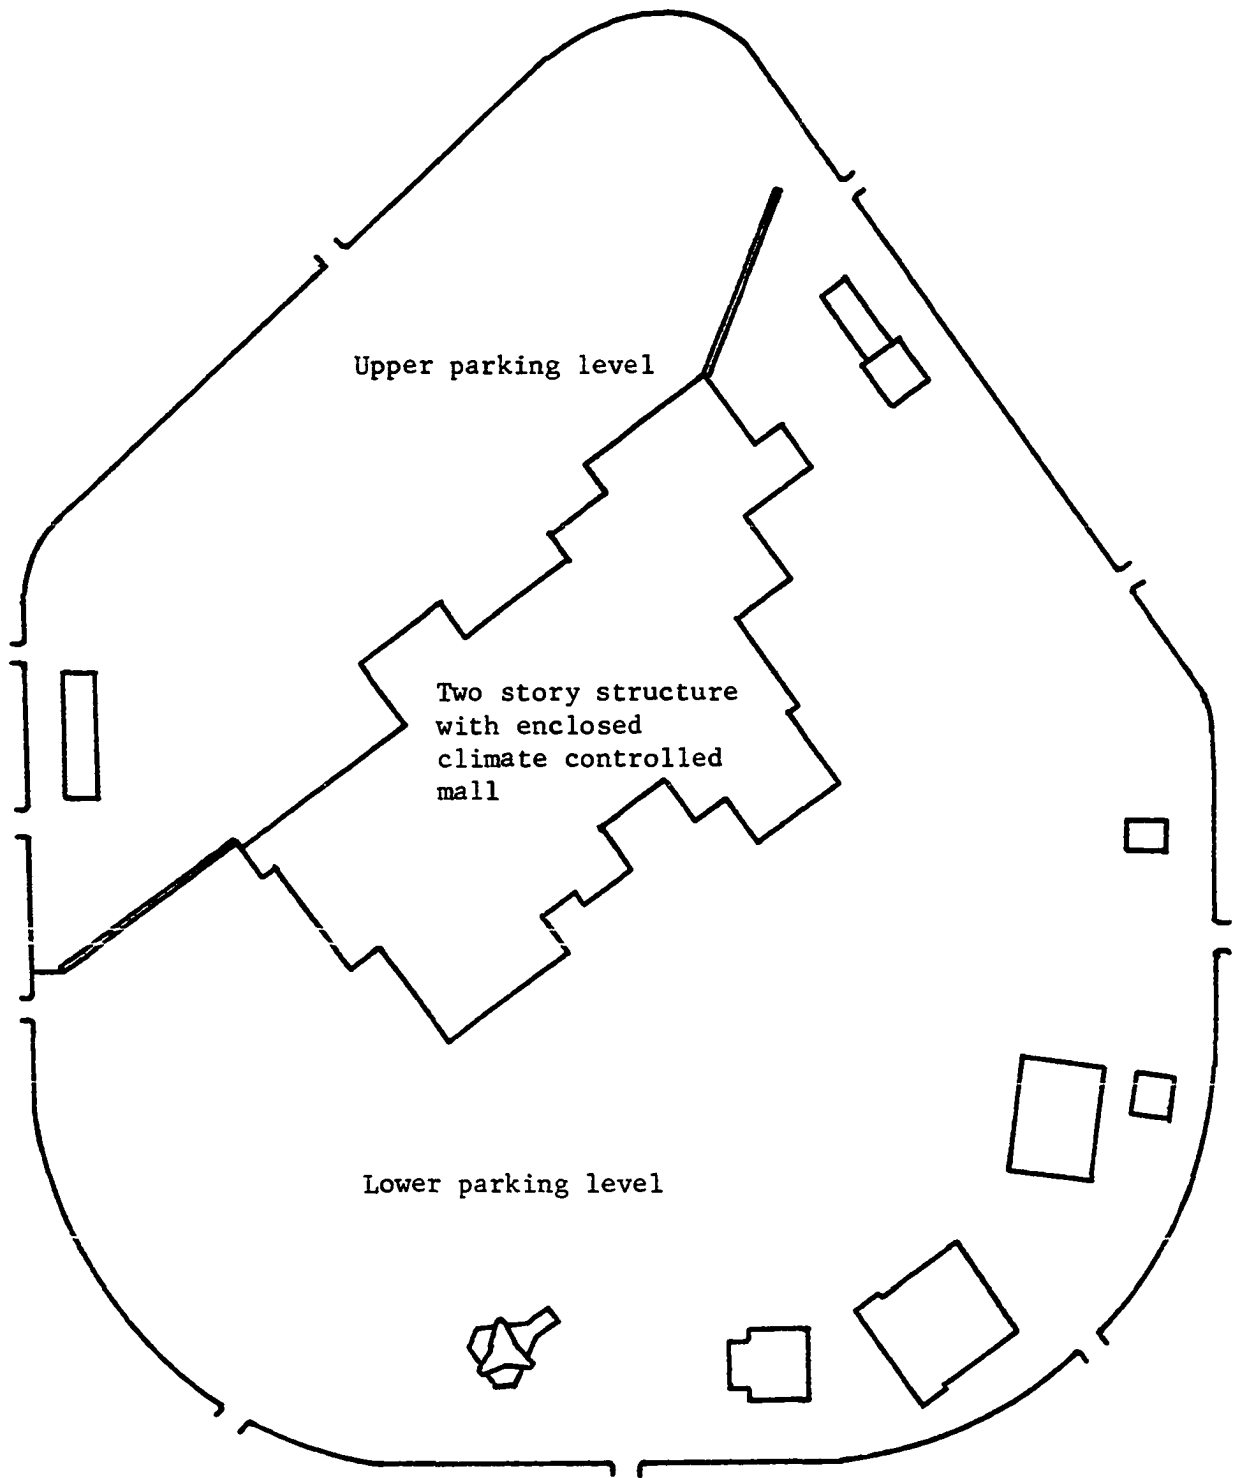 Upper parking level
Two story structure
with enclosed
climate controlled
mall
Lower parking level